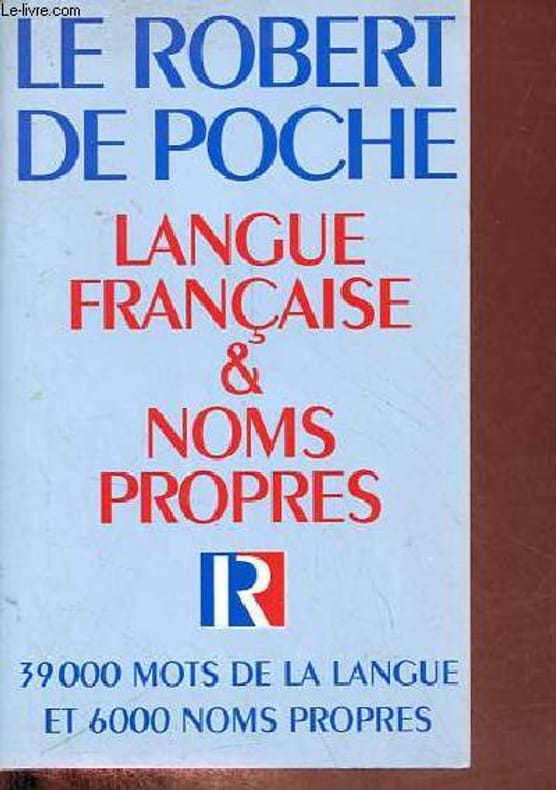 Le-livre.com
LE ROBERT
DE POCHE
LANGUE
FRANÇAISE
&
NOMS
PROPRES
R
39000 MOTS DE LA LANGUE
ET 6000 NOMS PROPRES